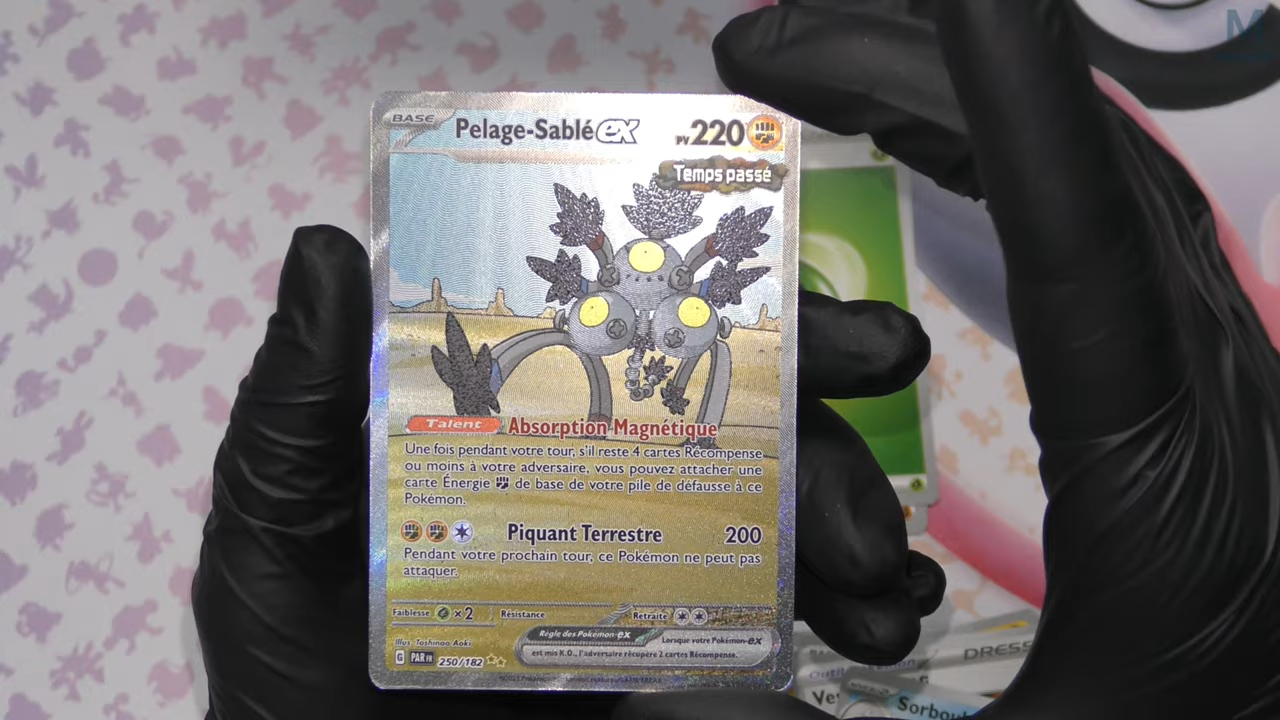 M
BASE
Pelage-Sablé ex
PV 220
Temps passé
Talent Absorption Magnétique
Une fois pendant votre tour, s'il reste 4 cartes Récompense
ou moins à votre adversaire, vous pouvez attacher une
carte Énergie de base de votre pile de défausse à ce
Pokémon.
Piquant Terrestre 200
Pendant votre prochain tour, ce Pokémon ne peut pas
attaquer.
Faiblesse ×2 Résistance Retraite
Illus. Toshinao Aoki
Règle des Pokémon-ex Lorsque votre Pokémon-ex
est mis K.O., l'adversaire récupère 2 cartes Récompense.
G PAR FR 250/182
DRESS
Sorbou